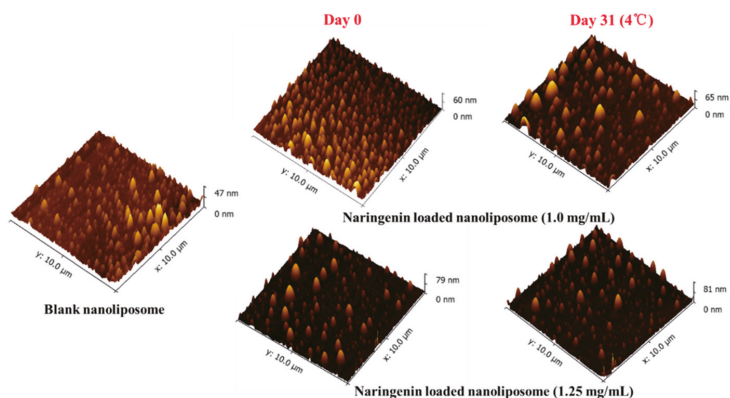 Day 0
Day 31 (4℃)
60 nm
0 nm
y: 10.0 µm
x: 10.0 µm
65 nm
0 nm
y: 10.0 µm
x: 10.0 µm
Naringenin loaded nanoliposome (1.0 mg/mL)
47 nm
0 nm
y: 10.0 µm
x: 10.0 µm
Blank nanoliposome
79 nm
0 nm
y: 10.0 µm
x: 10.0 µm
81 nm
0 nm
y: 10.0 µm
x: 10.0 µm
Naringenin loaded nanoliposome (1.25 mg/mL)